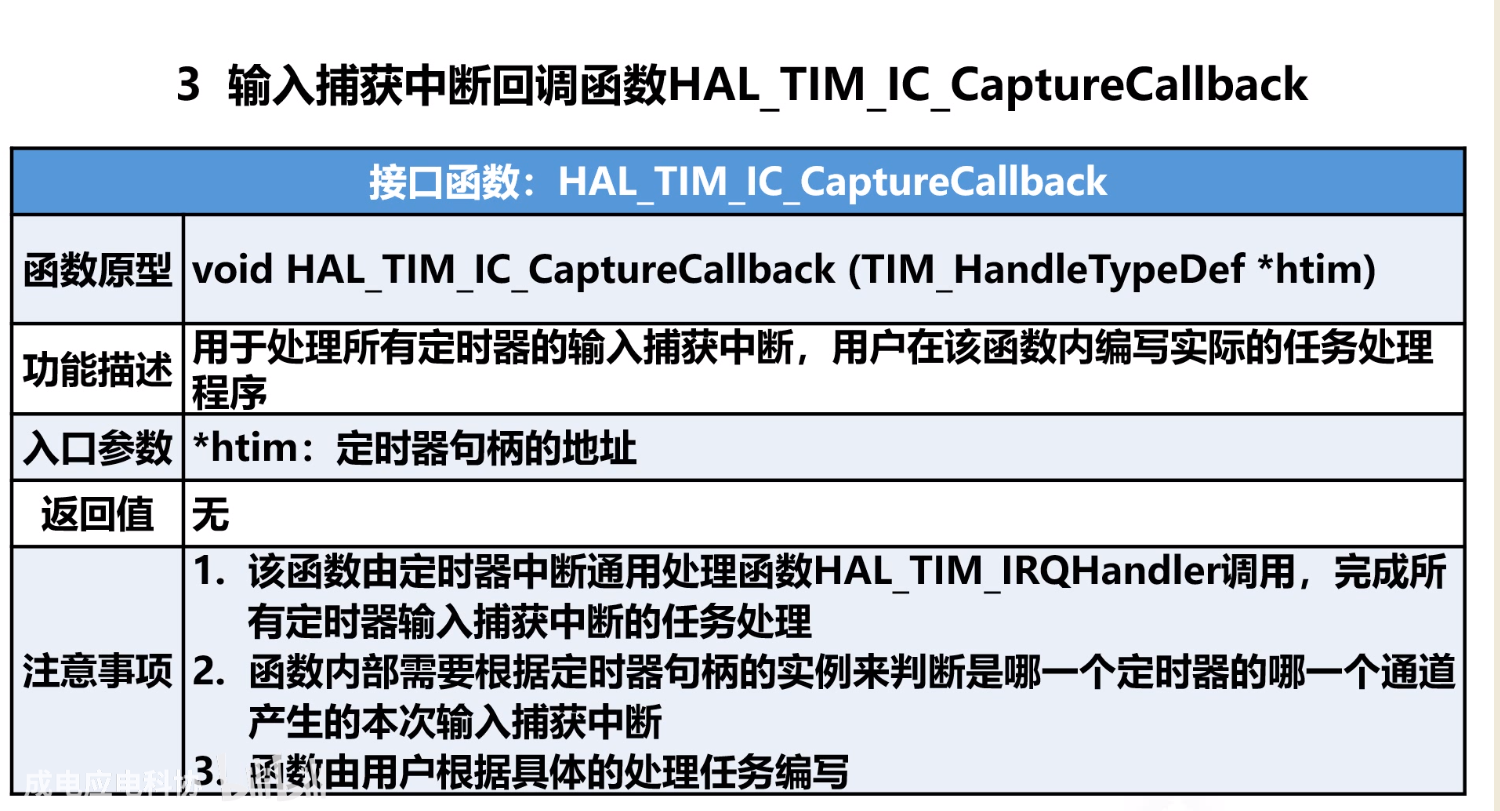 3 输入捕获中断回调函数HAL_TIM_IC_CaptureCallback
接口函数：HAL_TIM_IC_CaptureCallback
函数原型
void HAL_TIM_IC_CaptureCallback (TIM_HandleTypeDef *htim)
功能描述
用于处理所有定时器的输入捕获中断，用户在该函数内编写实际的任务处理
程序
入口参数
*htim：定时器句柄的地址
返回值
无
注意事项
1. 该函数由定时器中断通用处理函数HAL_TIM_IRQHandler调用，完成所
有定时器输入捕获中断的任务处理
2. 函数内部需要根据定时器句柄的实例来判断是哪一个定时器的哪一个通道
产生的本次输入捕获中断
3. 函数由用户根据具体的处理任务编写
成电应电科协